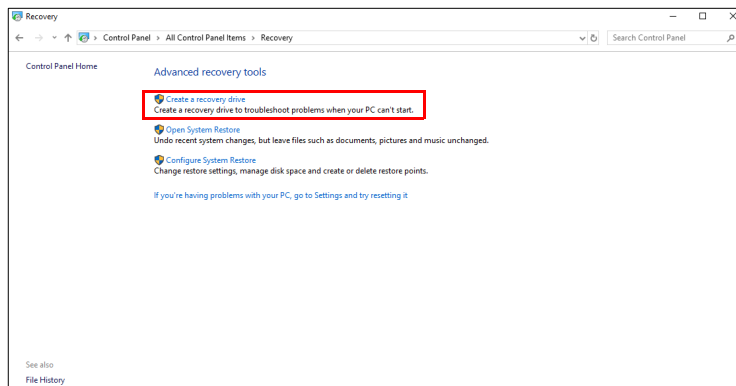 Recovery
Control Panel > All Control Panel Items > Recovery
Search Control Panel
Control Panel Home
Advanced recovery tools
Create a recovery drive
Create a recovery drive to troubleshoot problems when your PC can't start.
Open System Restore
Undo recent system changes, but leave files such as documents, pictures and music unchanged.
Configure System Restore
Change restore settings, manage disk space and create or delete restore points.
If you're having problems with your PC, go to Settings and try resetting it
See also
File History